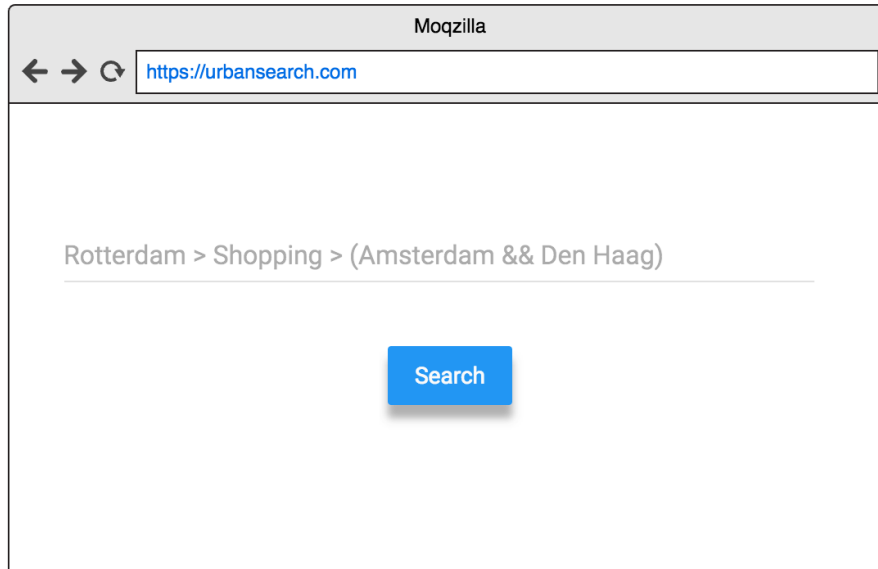 Moqzilla
https://urbansearch.com
Rotterdam > Shopping > (Amsterdam && Den Haag)
Search